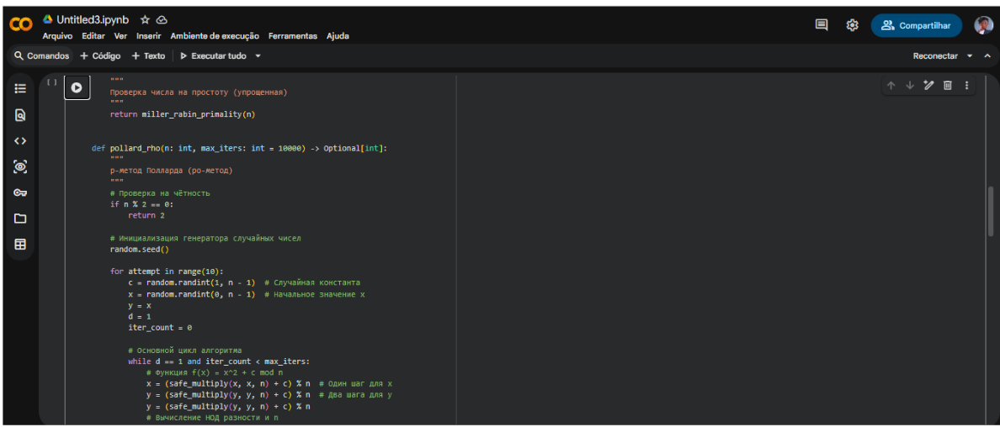 CO Untitled3.ipynb
Compartilhar
Arquivo Editar Ver Inserir Ambiente de execução Ferramentas Ajuda
Comandos + Código + Texto Executar tudo
Reconectar
[ ]
"""
Проверка числа на простоту (упрощенная)
"""
return miller_rabin_primality(n)
def pollard_rho(n: int, max_iters: int = 10000) -> Optional[int]:
"""
p-метод Полларда (ро-метод)
"""
# Проверка на чётность
if n % 2 == 0:
return 2
# Инициализация генератора случайных чисел
random.seed()
for attempt in range(10):
c = random.randint(1, n - 1) # Случайная константа
x = random.randint(0, n - 1) # Начальное значение x
y = x
d = 1
iter_count = 0
# Основной цикл алгоритма
while d == 1 and iter_count < max_iters:
# Функция f(x) = x^2 + c mod n
x = (safe_multiply(x, x, n) + c) % n # Один шаг для x
y = (safe_multiply(y, y, n) + c) % n # Два шага для y
y = (safe_multiply(y, y, n) + c) % n
# Вычисление НОД разности и n